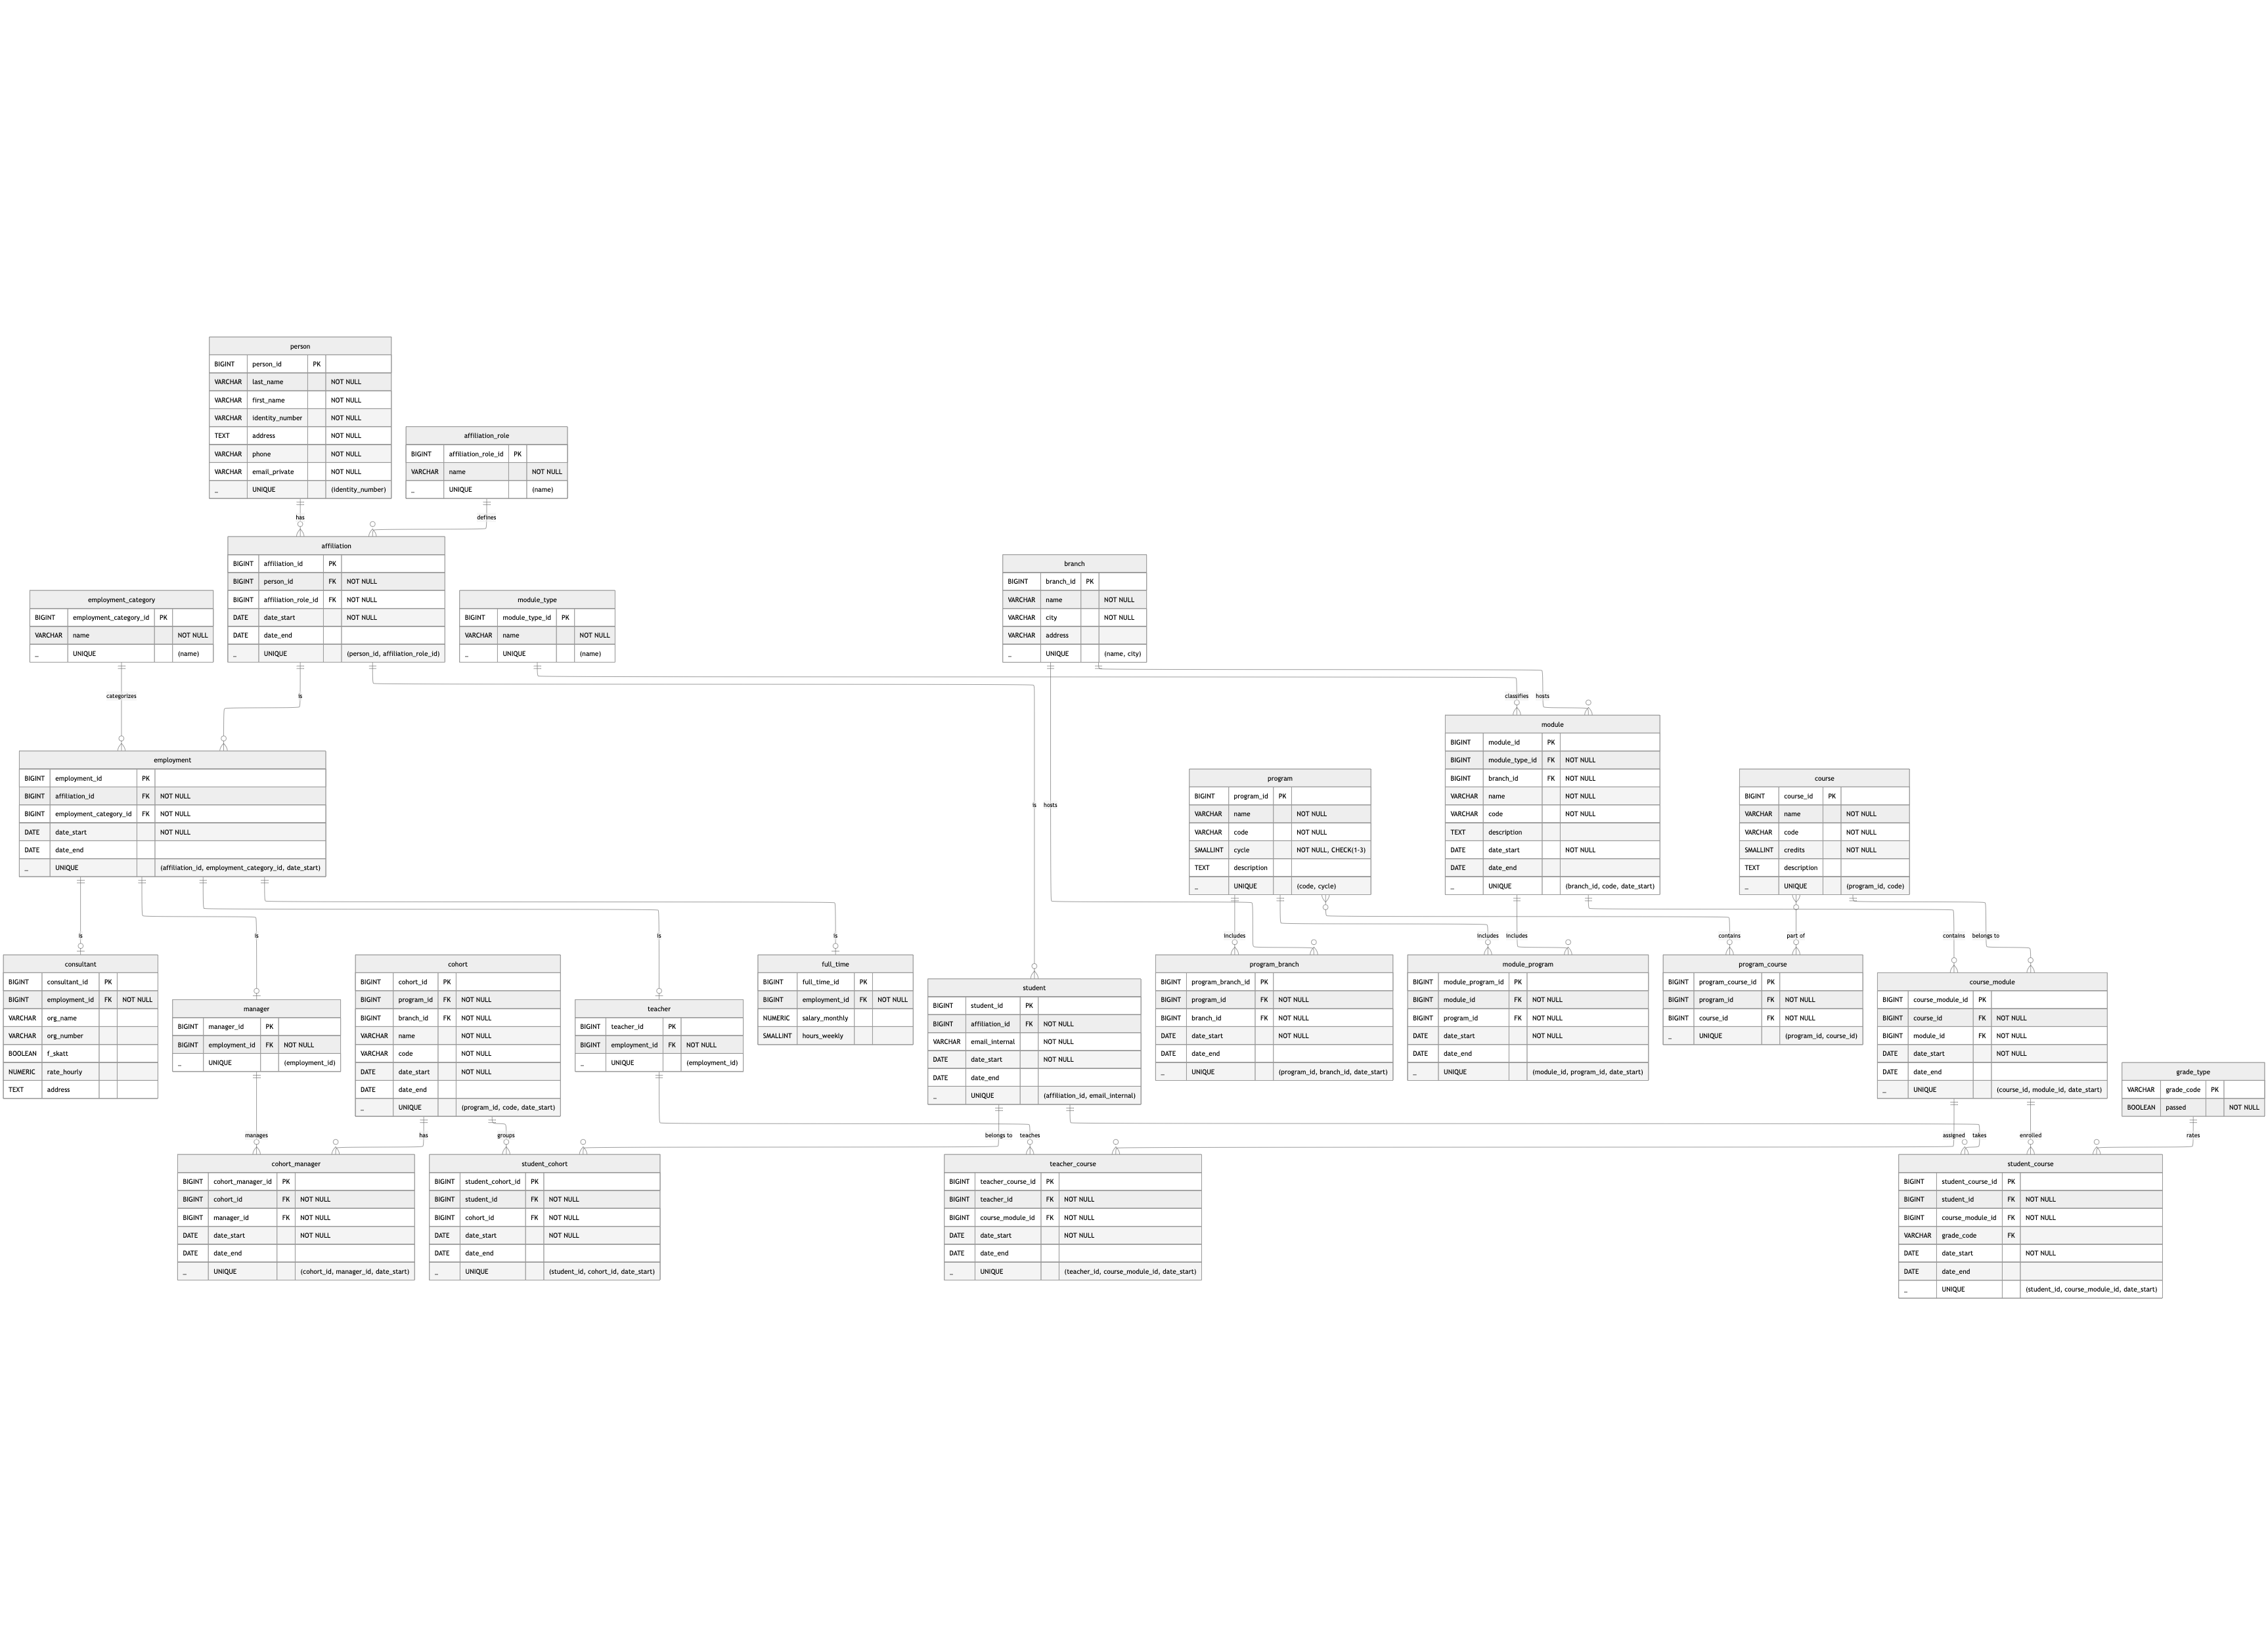 person
BIGINT person_id PK
VARCHAR last_name NOT NULL
VARCHAR first_name NOT NULL
VARCHAR identity_number NOT NULL
TEXT address NOT NULL
VARCHAR phone NOT NULL
VARCHAR email_private NOT NULL
_ UNIQUE (identity_number)
affiliation_role
BIGINT affiliation_role_id PK
VARCHAR name NOT NULL
_ UNIQUE (name)
has
defines
affiliation
BIGINT affiliation_id PK
BIGINT person_id FK NOT NULL
BIGINT affiliation_role_id FK NOT NULL
DATE date_start NOT NULL
DATE date_end
_ UNIQUE (person_id, affiliation_role_id)
branch
BIGINT branch_id PK
VARCHAR name NOT NULL
VARCHAR city NOT NULL
VARCHAR address
_ UNIQUE (name, city)
employment_category
BIGINT employment_category_id PK
VARCHAR name NOT NULL
_ UNIQUE (name)
module_type
BIGINT module_type_id PK
VARCHAR name NOT NULL
_ UNIQUE (name)
categorizes
is
classifies
hosts
module
BIGINT module_id PK
BIGINT module_type_id FK NOT NULL
BIGINT branch_id FK NOT NULL
VARCHAR name NOT NULL
VARCHAR code NOT NULL
TEXT description
DATE date_start NOT NULL
DATE date_end
_ UNIQUE (branch_id, code, date_start)
employment
BIGINT employment_id PK
BIGINT affiliation_id FK NOT NULL
BIGINT employment_category_id FK NOT NULL
DATE date_start NOT NULL
DATE date_end
_ UNIQUE (affiliation_id, employment_category_id, date_start)
is
hosts
program
BIGINT program_id PK
VARCHAR name NOT NULL
VARCHAR code NOT NULL
SMALLINT cycle NOT NULL, CHECK(1-3)
TEXT description
_ UNIQUE (code, cycle)
course
BIGINT course_id PK
VARCHAR name NOT NULL
VARCHAR code NOT NULL
SMALLINT credits NOT NULL
TEXT description
_ UNIQUE (program_id, code)
is
is
is
is
includes
includes
includes
contains
part of
contains
belongs to
consultant
BIGINT consultant_id PK
BIGINT employment_id FK NOT NULL
VARCHAR org_name
VARCHAR org_number
BOOLEAN f_skatt
NUMERIC rate_hourly
TEXT address
manager
BIGINT manager_id PK
BIGINT employment_id FK NOT NULL
_ UNIQUE (employment_id)
cohort
BIGINT cohort_id PK
BIGINT program_id FK NOT NULL
BIGINT branch_id FK NOT NULL
VARCHAR name NOT NULL
VARCHAR code NOT NULL
DATE date_start NOT NULL
DATE date_end
_ UNIQUE (program_id, code, date_start)
teacher
BIGINT teacher_id PK
BIGINT employment_id FK NOT NULL
_ UNIQUE (employment_id)
full_time
BIGINT full_time_id PK
BIGINT employment_id FK NOT NULL
NUMERIC salary_monthly
SMALLINT hours_weekly
student
BIGINT student_id PK
BIGINT affiliation_id FK NOT NULL
VARCHAR email_internal NOT NULL
DATE date_start NOT NULL
DATE date_end
_ UNIQUE (affiliation_id, email_internal)
program_branch
BIGINT program_branch_id PK
BIGINT program_id FK NOT NULL
BIGINT branch_id FK NOT NULL
DATE date_start NOT NULL
DATE date_end
_ UNIQUE (program_id, branch_id, date_start)
module_program
BIGINT module_program_id PK
BIGINT module_id FK NOT NULL
BIGINT program_id FK NOT NULL
DATE date_start NOT NULL
DATE date_end
_ UNIQUE (module_id, program_id, date_start)
program_course
BIGINT program_course_id PK
BIGINT program_id FK NOT NULL
BIGINT course_id FK NOT NULL
_ UNIQUE (program_id, course_id)
course_module
BIGINT course_module_id PK
BIGINT course_id FK NOT NULL
BIGINT module_id FK NOT NULL
DATE date_start NOT NULL
DATE date_end
_ UNIQUE (course_id, module_id, date_start)
grade_type
VARCHAR grade_code PK
BOOLEAN passed NOT NULL
manages
has
groups
belongs to
teaches
assigned
takes
enrolled
rates
cohort_manager
BIGINT cohort_manager_id PK
BIGINT cohort_id FK NOT NULL
BIGINT manager_id FK NOT NULL
DATE date_start NOT NULL
DATE date_end
_ UNIQUE (cohort_id, manager_id, date_start)
student_cohort
BIGINT student_cohort_id PK
BIGINT student_id FK NOT NULL
BIGINT cohort_id FK NOT NULL
DATE date_start NOT NULL
DATE date_end
_ UNIQUE (student_id, cohort_id, date_start)
teacher_course
BIGINT teacher_course_id PK
BIGINT teacher_id FK NOT NULL
BIGINT course_module_id FK NOT NULL
DATE date_start NOT NULL
DATE date_end
_ UNIQUE (teacher_id, course_module_id, date_start)
student_course
BIGINT student_course_id PK
BIGINT student_id FK NOT NULL
BIGINT course_module_id FK NOT NULL
VARCHAR grade_code FK
DATE date_start NOT NULL
DATE date_end
_ UNIQUE (student_id, course_module_id, date_start)